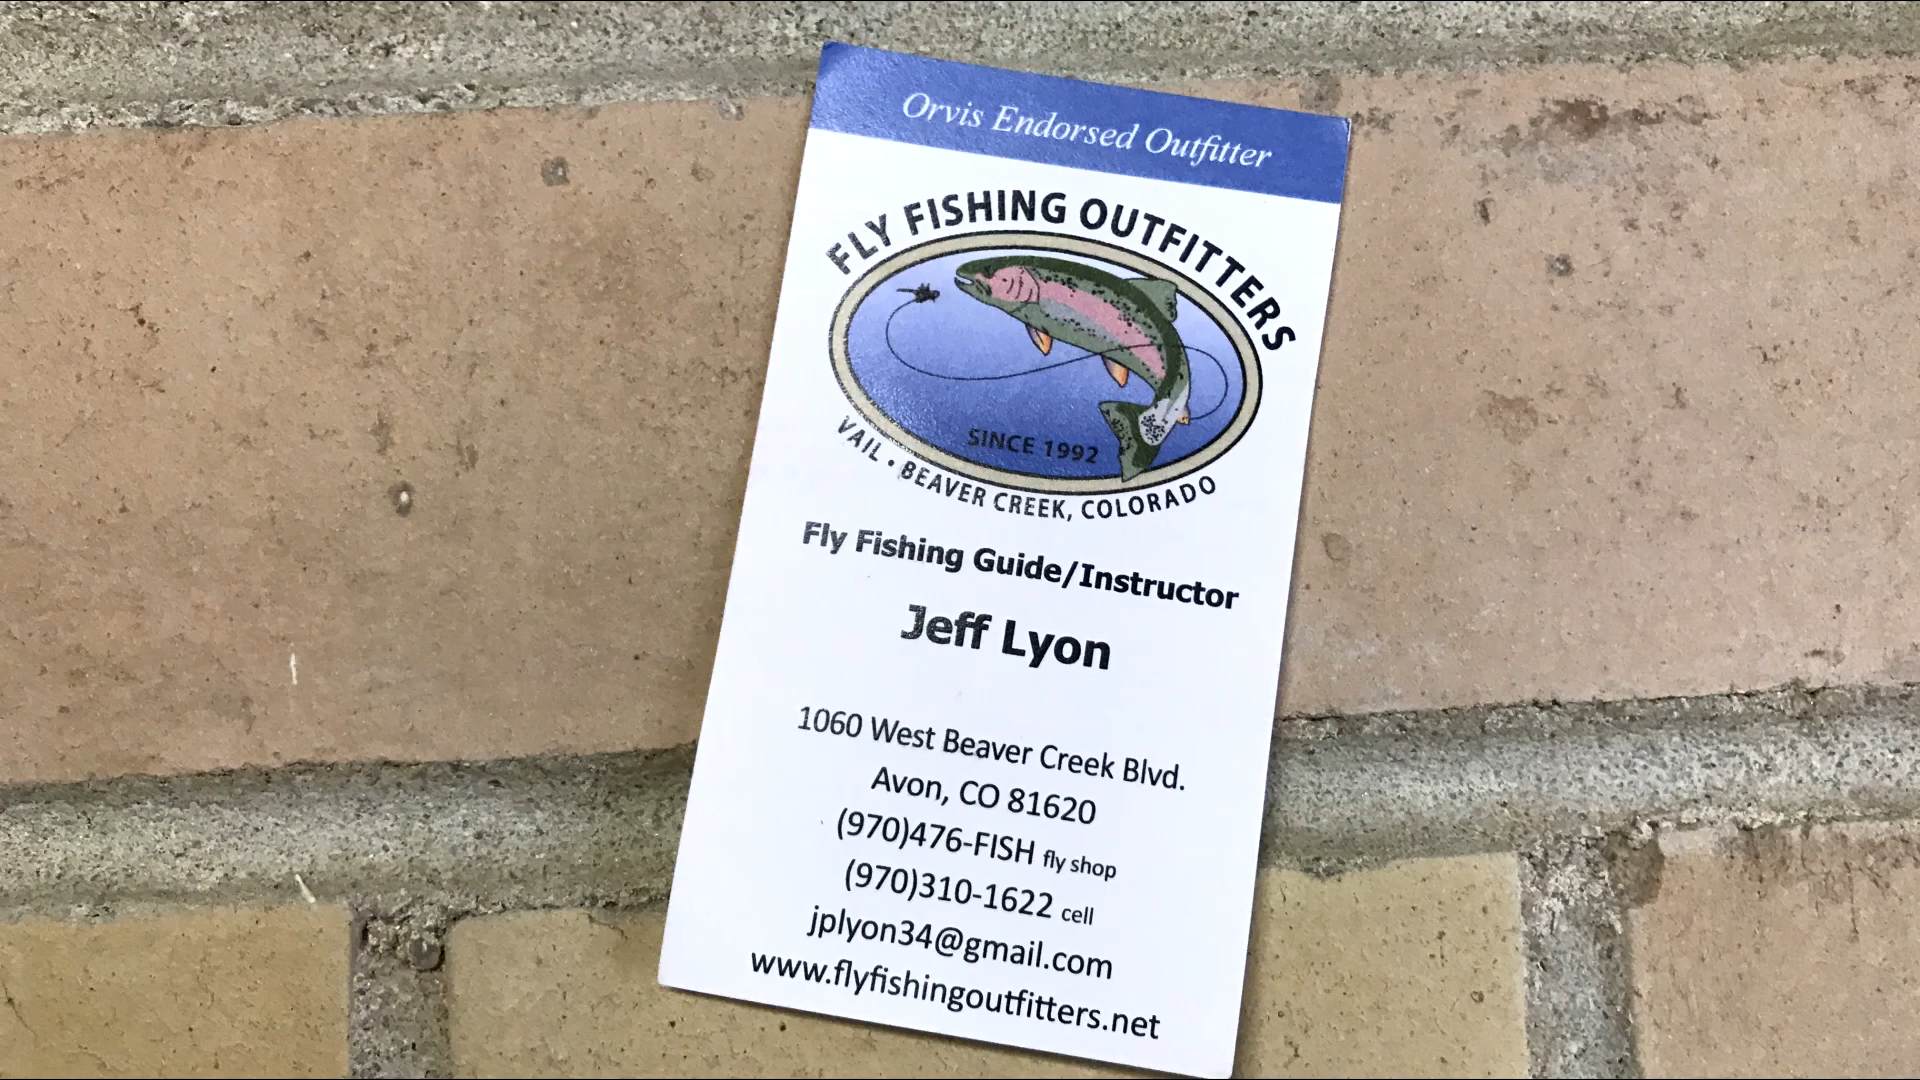 Orvis Endorsed Outfitter
FLY FISHING OUTFITTERS
SINCE 1992
VAIL • BEAVER CREEK, COLORADO
Fly Fishing Guide/Instructor
Jeff Lyon
1060 West Beaver Creek Blvd.
Avon, CO 81620
(970)476-FISH fly shop
(970)310-1622 cell
jplyon34@gmail.com
www.flyfishingoutfitters.net